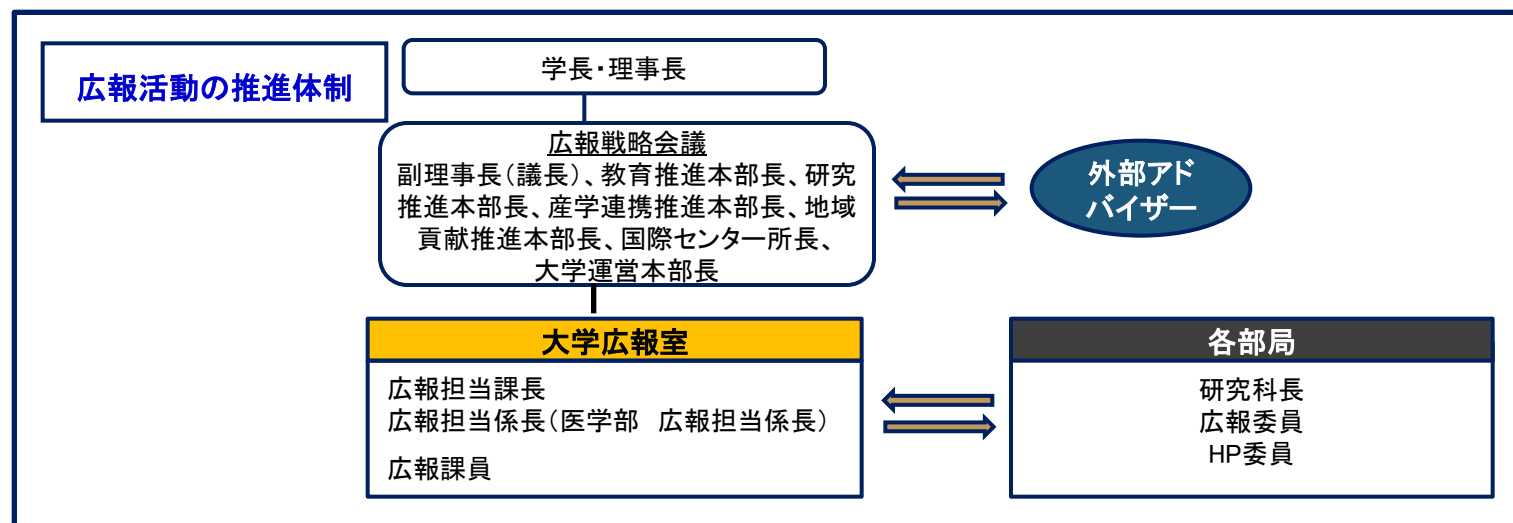 広報活動の推進体制
学長・理事長
広報戦略会議
副理事長(議長)、教育推進本部長、研究
推進本部長、産学連携推進本部長、地域
貢献推進本部長、国際センター所長、
大学運営本部長
外部アド
バイザー
大学広報室
広報担当課長
広報担当係長(医学部　広報担当係長)
広報課員
各部局
研究科長
広報委員
HP委員